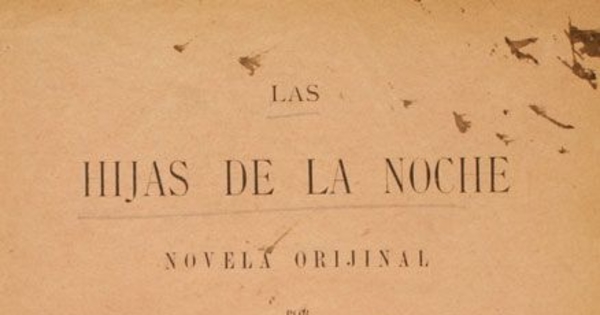 LAS
HIJAS DE LA NOCHE
NOVELA ORIJINAL